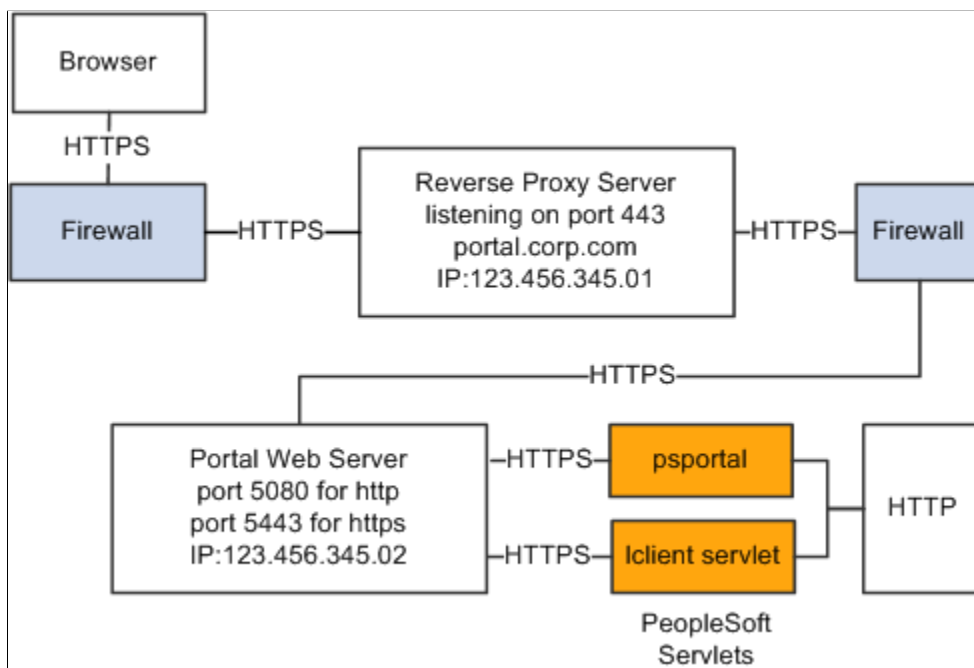 Browser
HTTPS
Firewall
HTTPS
Reverse Proxy Server
listening on port 443
portal.corp.com
IP:123.456.345.01
HTTPS
Firewall
HTTPS
Portal Web Server
port 5080 for http
port 5443 for https
IP:123.456.345.02
HTTPS
psportal
HTTPS
Iclient servlet
HTTP
PeopleSoft
Servlets